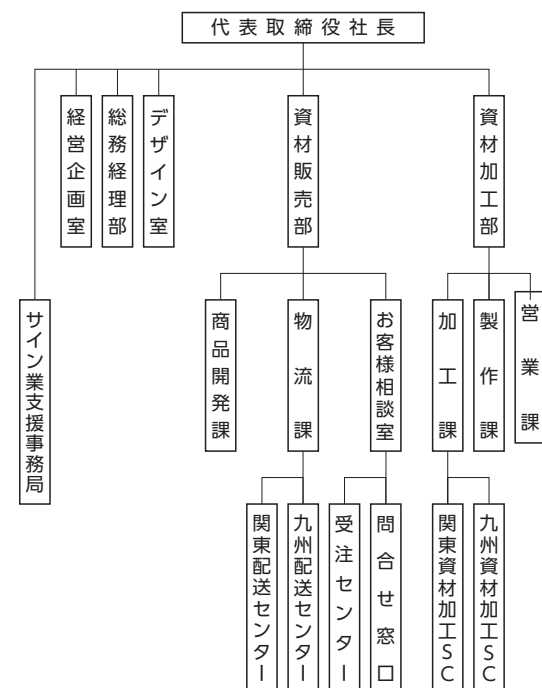 代表取締役社長
経営企画室
総務経理部
デザイン室
資材販売部
資材加工部
サイン業支援事務局
商品開発課
物流課
お客様相談室
加工課
製作課
営業課
関東配送センター
九州配送センター
受注センター
問合せ窓口
関東資材加工SC
九州資材加工SC